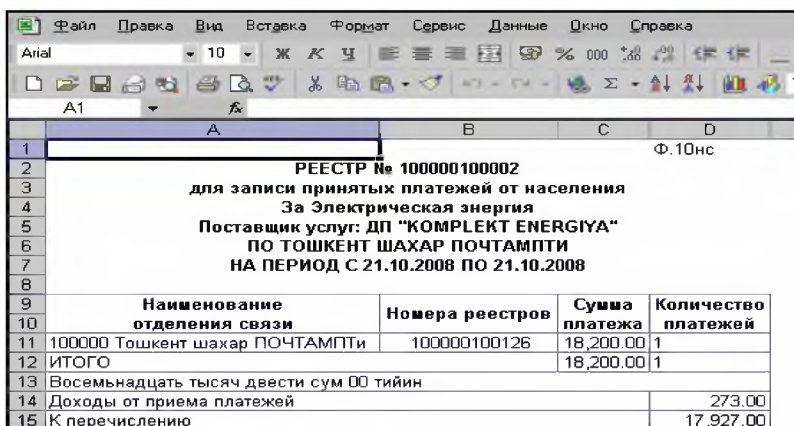 Файл Правка Вид Вставка Формат Сервис Данные Окно Справка
Arial 10 Ж К Ч % 000
Σ
A1 fx
A B C D
1 Ф.10нс
2 РЕЕСТР № 100000100002
3 для записи принятых платежей от населения
4 За Электрическая энергия
5 Поставщик услуг: ДП "KOMPLEKT ENERGIYA"
6 ПО ТОШКЕНТ ШАХАР ПОЧТАМПТИ
7 НА ПЕРИОД С 21.10.2008 ПО 21.10.2008
8
9 Наименование Номера реестров Сумма Количество
10 отделения связи платежа платежей
11 100000 Тошкент шахар ПОЧТАМПТи 100000100126 18,200.00 1
12 ИТОГО 18,200.00 1
13 Восемьнадцать тысяч двести сум 00 тийин
14 Доходы от приема платежей 273.00
15 К перечислению 17,927.00